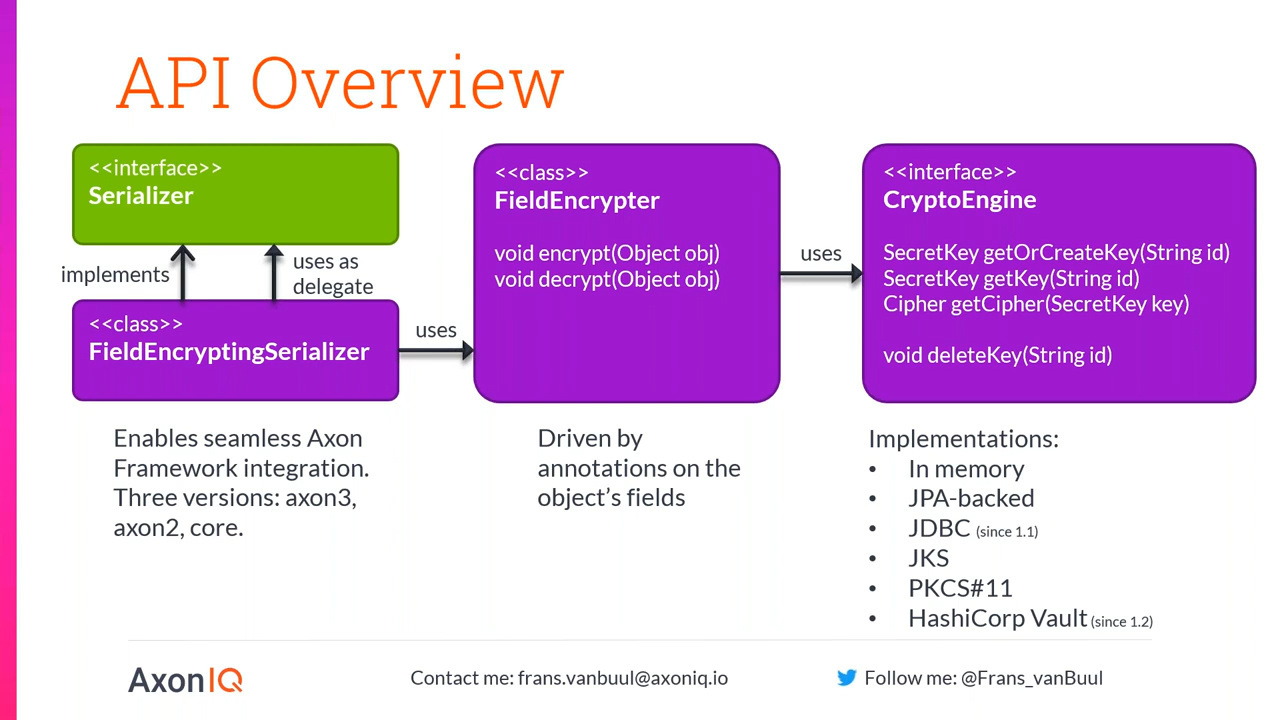 API Overview
<<interface>>
Serializer
implements
uses as
delegate
<<class>>
FieldEncryptingSerializer
uses
Enables seamless Axon
Framework integration.
Three versions: axon3,
axon2, core.
<<class>>
FieldEncrypter
void encrypt(Object obj)
void decrypt(Object obj)
uses
Driven by
annotations on the
object’s fields
<<interface>>
CryptoEngine
SecretKey getOrCreateKey(String id)
SecretKey getKey(String id)
Cipher getCipher(SecretKey key)
void deleteKey(String id)
Implementations:
• In memory
• JPA-backed
• JDBC (since 1.1)
• JKS
• PKCS#11
• HashiCorp Vault (since 1.2)
AxonIQ
Contact me: frans.vanbuul@axoniq.io
Follow me: @Frans_vanBuul